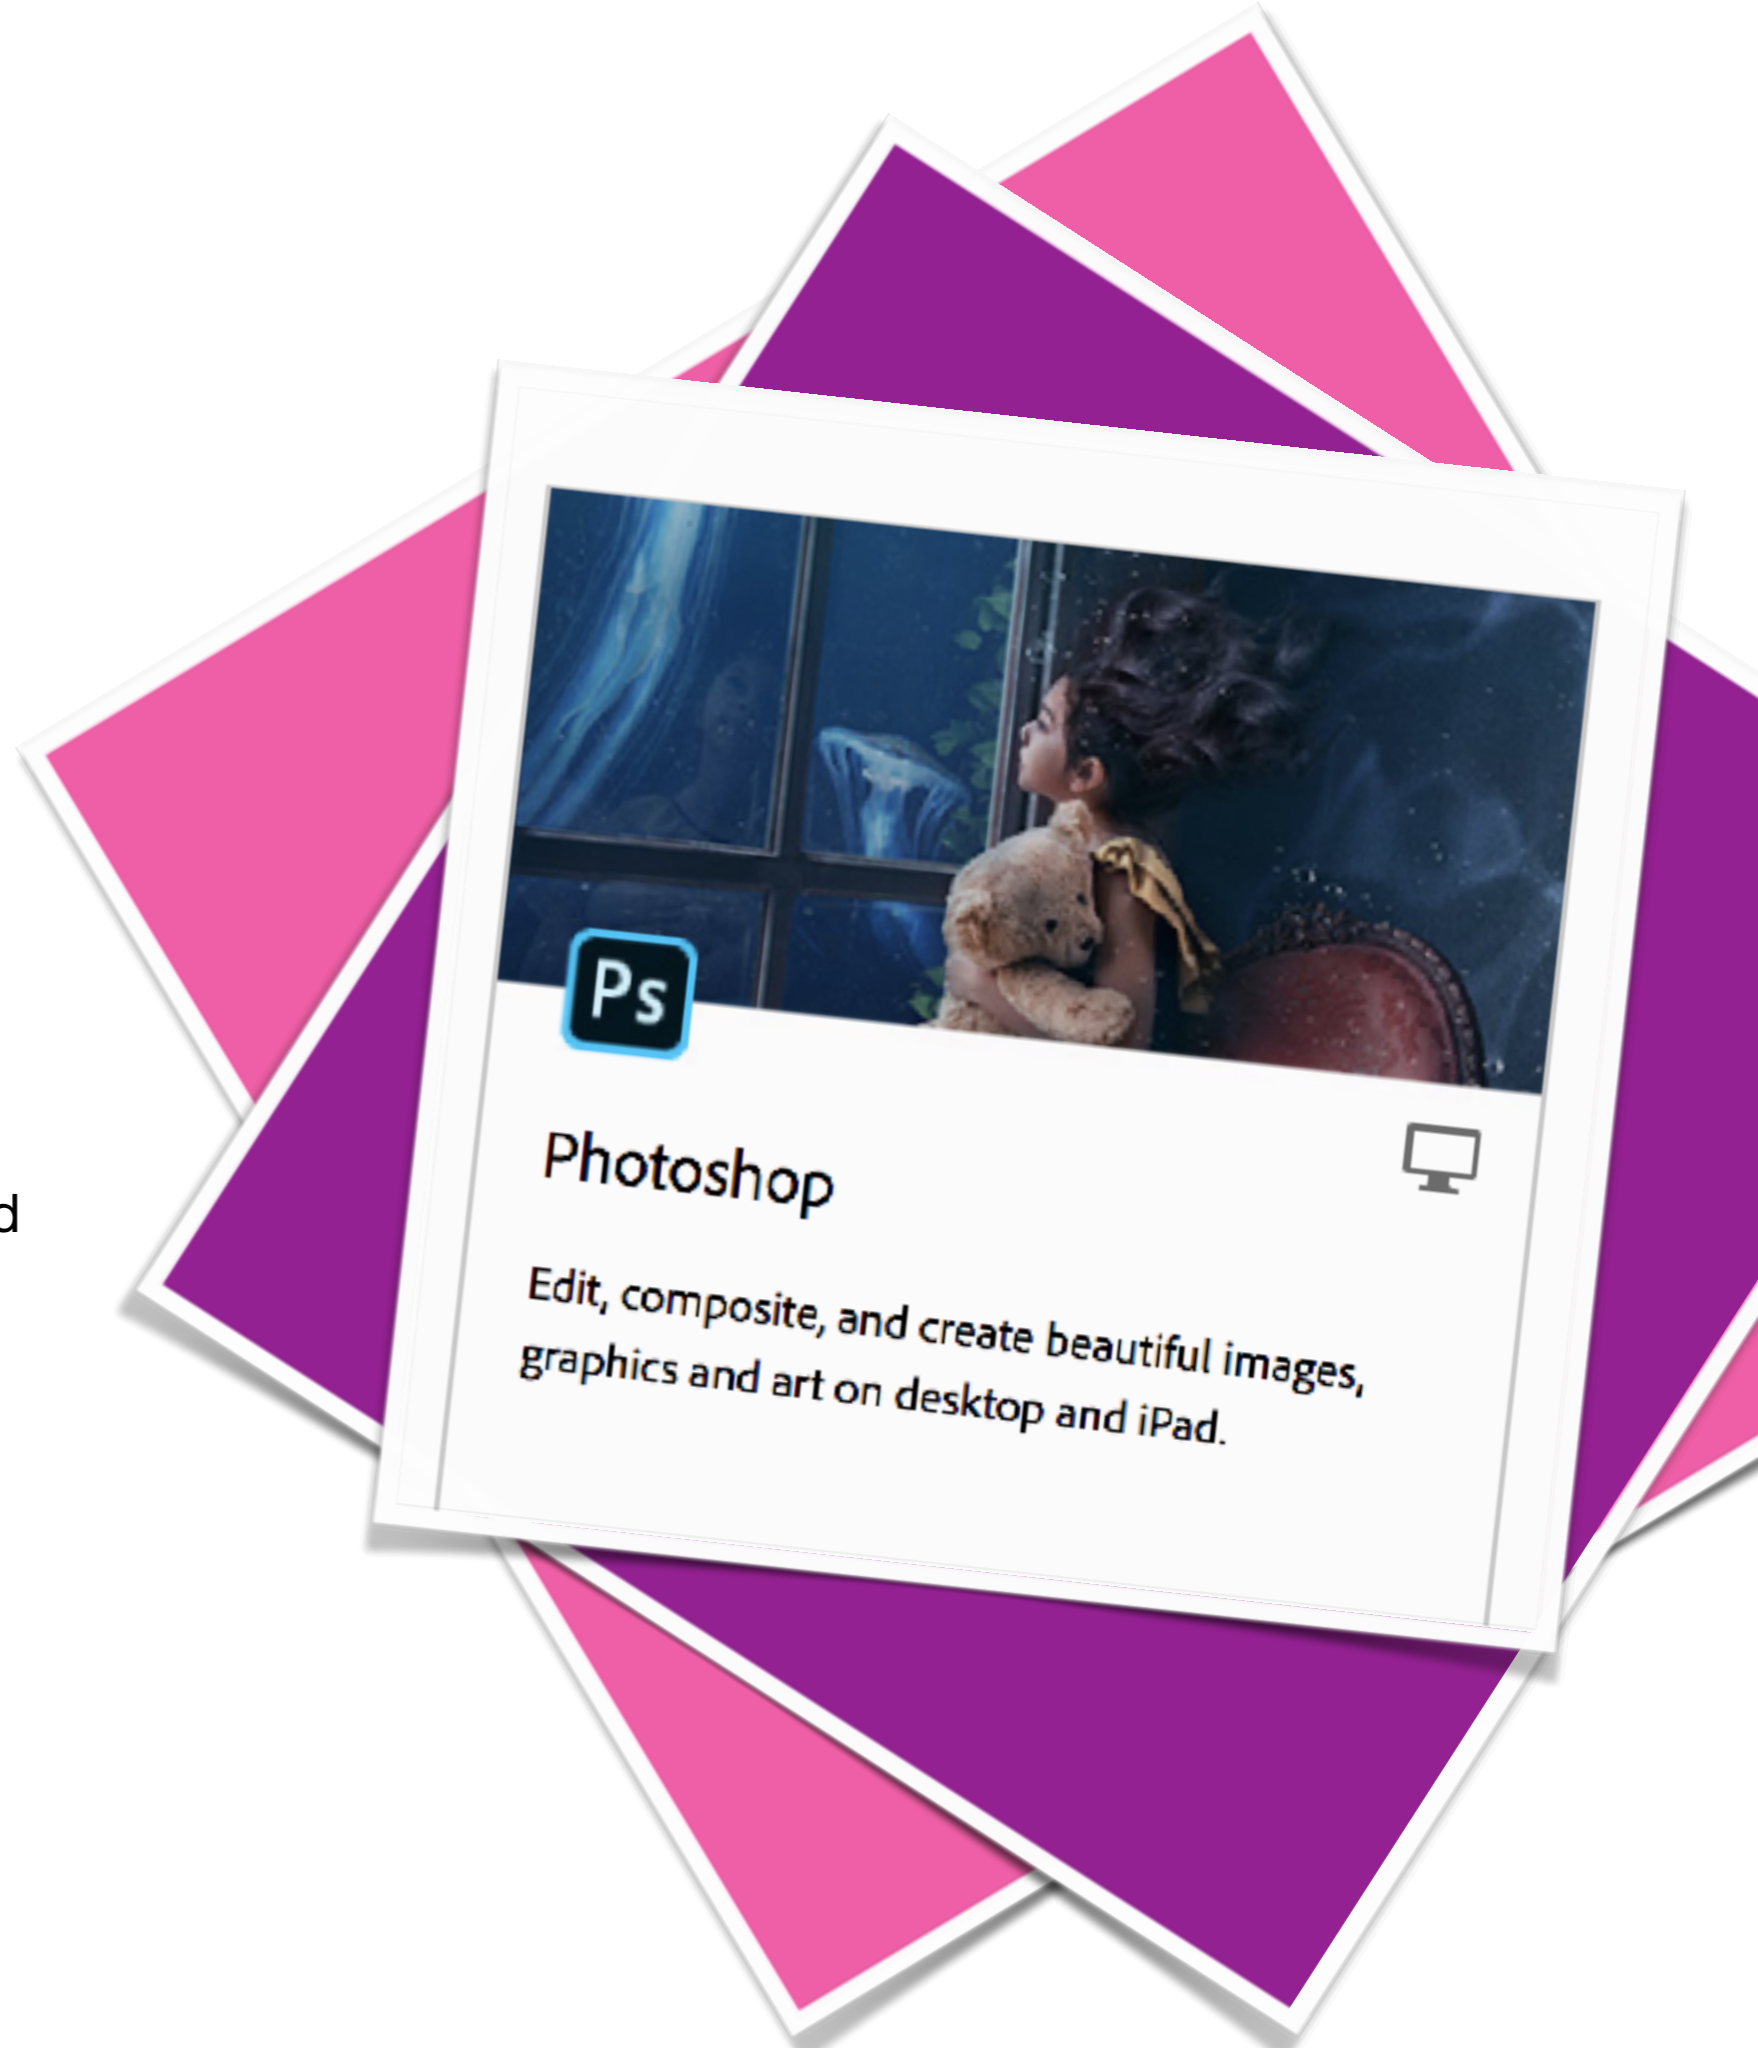 d
Ps
Photoshop
Edit, composite, and create beautiful images,
graphics and art on desktop and iPad.